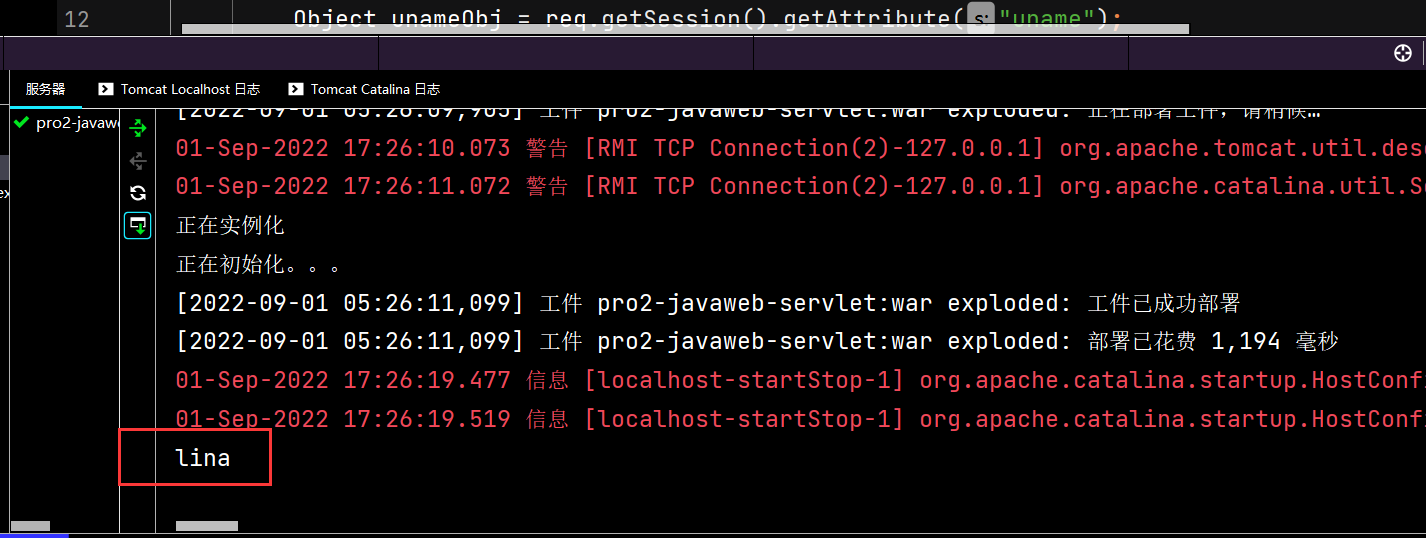 12 Object unameObj = req.getSession().getAttribute( s: "uname");
服务器 Tomcat Localhost 日志 Tomcat Catalina 日志
pro2-javaw
[2022-09-01 05:26:09,905] 工件 pro2-javaweb-servlet:war exploded: 正在部署工件，请稍候…
01-Sep-2022 17:26:10.073 警告 [RMI TCP Connection(2)-127.0.0.1] org.apache.tomcat.util.desc
01-Sep-2022 17:26:11.072 警告 [RMI TCP Connection(2)-127.0.0.1] org.apache.catalina.util.Se
正在实例化
正在初始化。。。
[2022-09-01 05:26:11,099] 工件 pro2-javaweb-servlet:war exploded: 工件已成功部署
[2022-09-01 05:26:11,099] 工件 pro2-javaweb-servlet:war exploded: 部署已花费 1,194 毫秒
01-Sep-2022 17:26:19.477 信息 [localhost-startStop-1] org.apache.catalina.startup.HostConfi
01-Sep-2022 17:26:19.519 信息 [localhost-startStop-1] org.apache.catalina.startup.HostConfi
lina